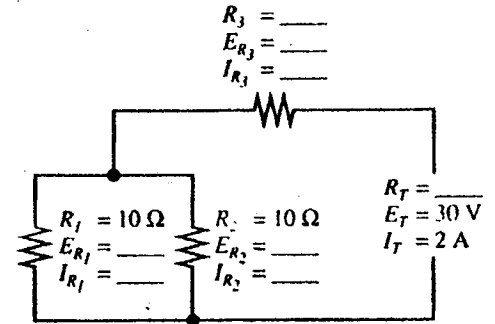 R3 = ____
ER3 = ____
IR3 = ____
R1 = 10 Ω
ER1 = ____
IR1 = ____
R2 = 10 Ω
ER2 = ____
IR2 = ____
RT = ____
ET = 30 V
IT = 2 A